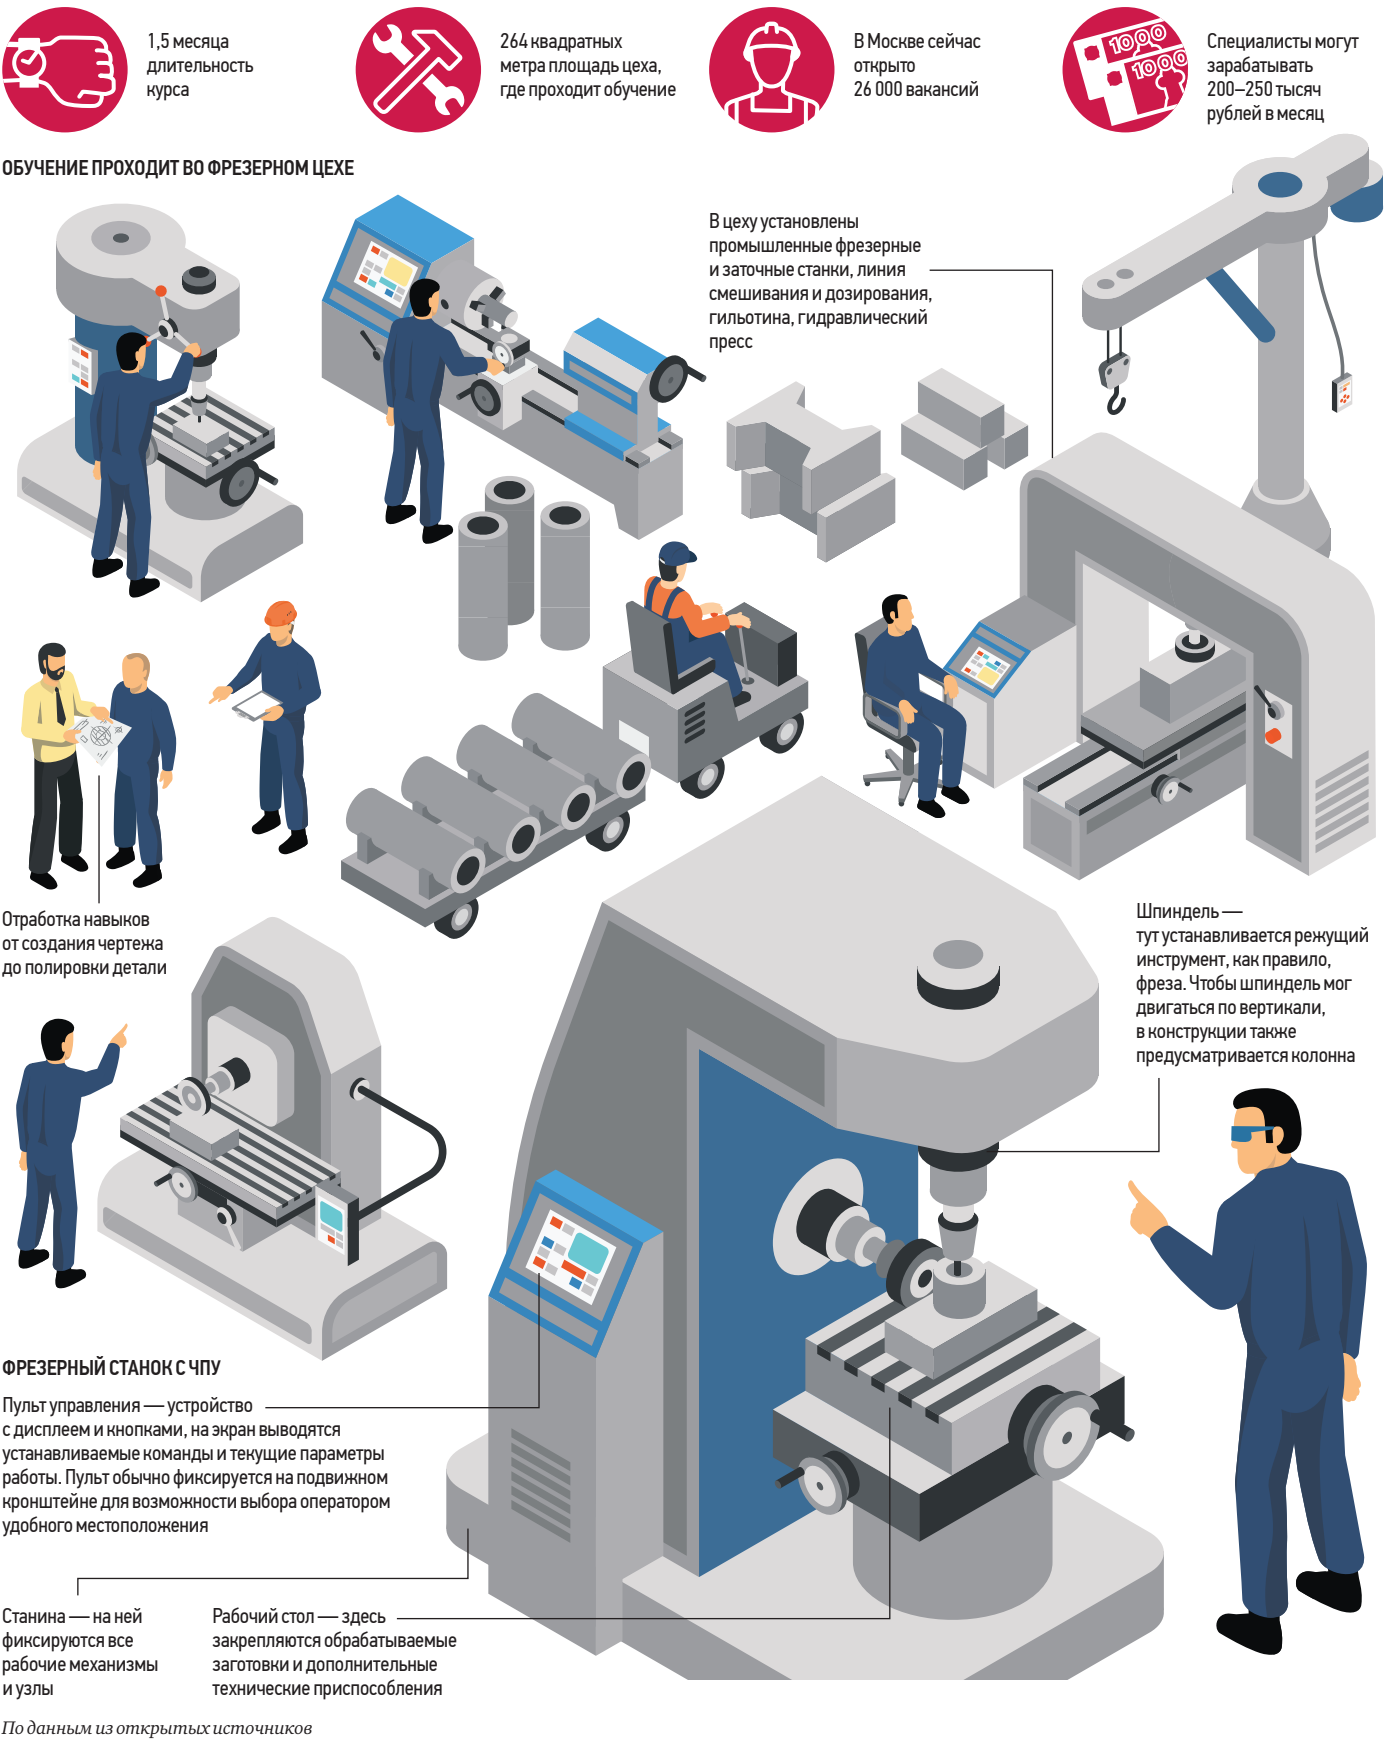 1,5 месяца
длительность
курса
264 квадратных
метра площадь цеха,
где проходит обучение
В Москве сейчас
открыто
26 000 вакансий
1000
1000
Специалисты могут
зарабатывать
200–250 тысяч
рублей в месяц
ОБУЧЕНИЕ ПРОХОДИТ ВО ФРЕЗЕРНОМ ЦЕХЕ
В цеху установлены
промышленные фрезерные
и заточные станки, линия
смешивания и дозирования,
гильотина, гидравлический
пресс
Отработка навыков
от создания чертежа
до полировки детали
Шпиндель —
тут устанавливается режущий
инструмент, как правило,
фреза. Чтобы шпиндель мог
двигаться по вертикали,
в конструкции также
предусматривается колонна
ФРЕЗЕРНЫЙ СТАНОК С ЧПУ
Пульт управления — устройство
с дисплеем и кнопками, на экран выводятся
устанавливаемые команды и текущие параметры
работы. Пульт обычно фиксируется на подвижном
кронштейне для возможности выбора оператором
удобного местоположения
Станина — на ней
фиксируются все
рабочие механизмы
и узлы
Рабочий стол — здесь
закрепляются обрабатываемые
заготовки и дополнительные
технические приспособления
По данным из открытых источников